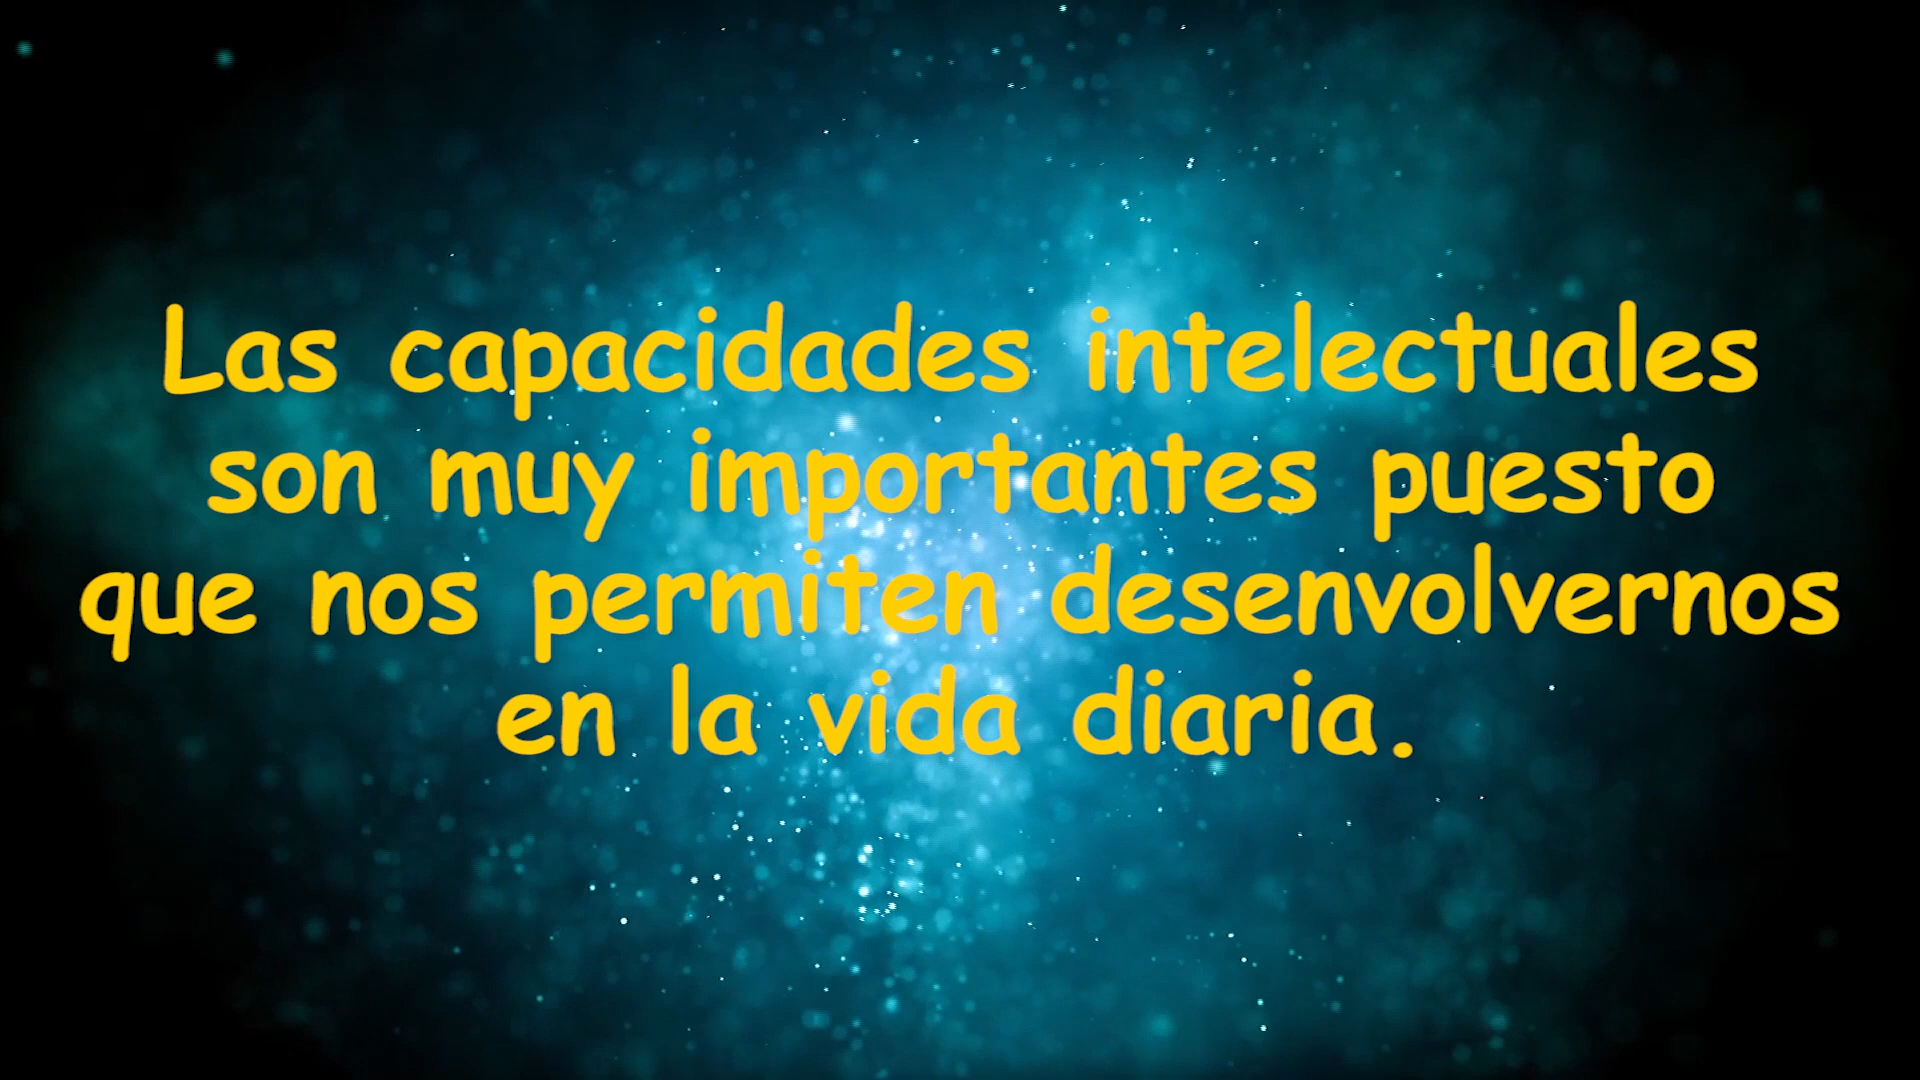 Las capacidades intelectuales
son muy importantes puesto
que nos permiten desenvolvernos
en la vida diaria.